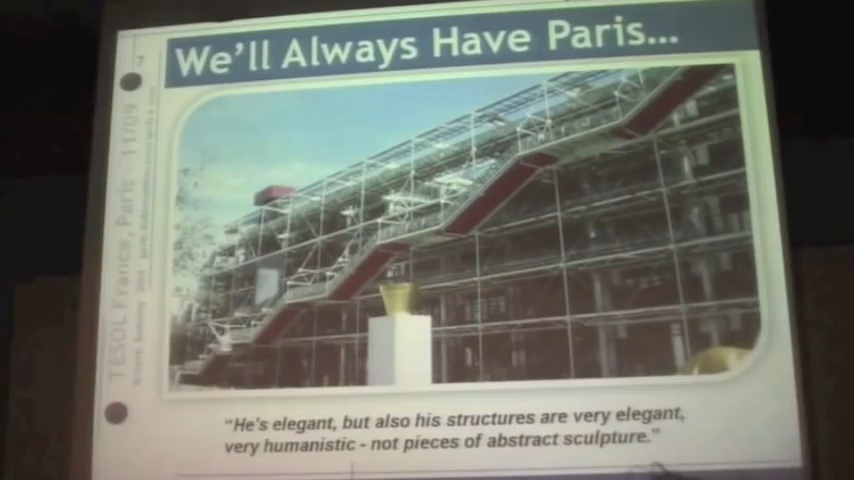 We'll Always Have Paris...
TESOL France, Paris - 11/09
"He's elegant, but also his structures are very elegant,
very humanistic - not pieces of abstract sculpture."